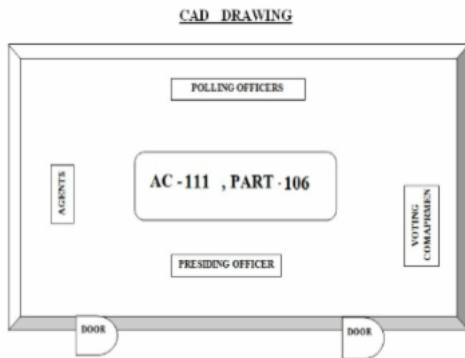 CAD DRAWING
POLLING OFFICERS
AC -111 , PART - 106
AGENTS
VOTING
COMAPRMEN
PRESIDING OFFICER
DOOR
DOOR